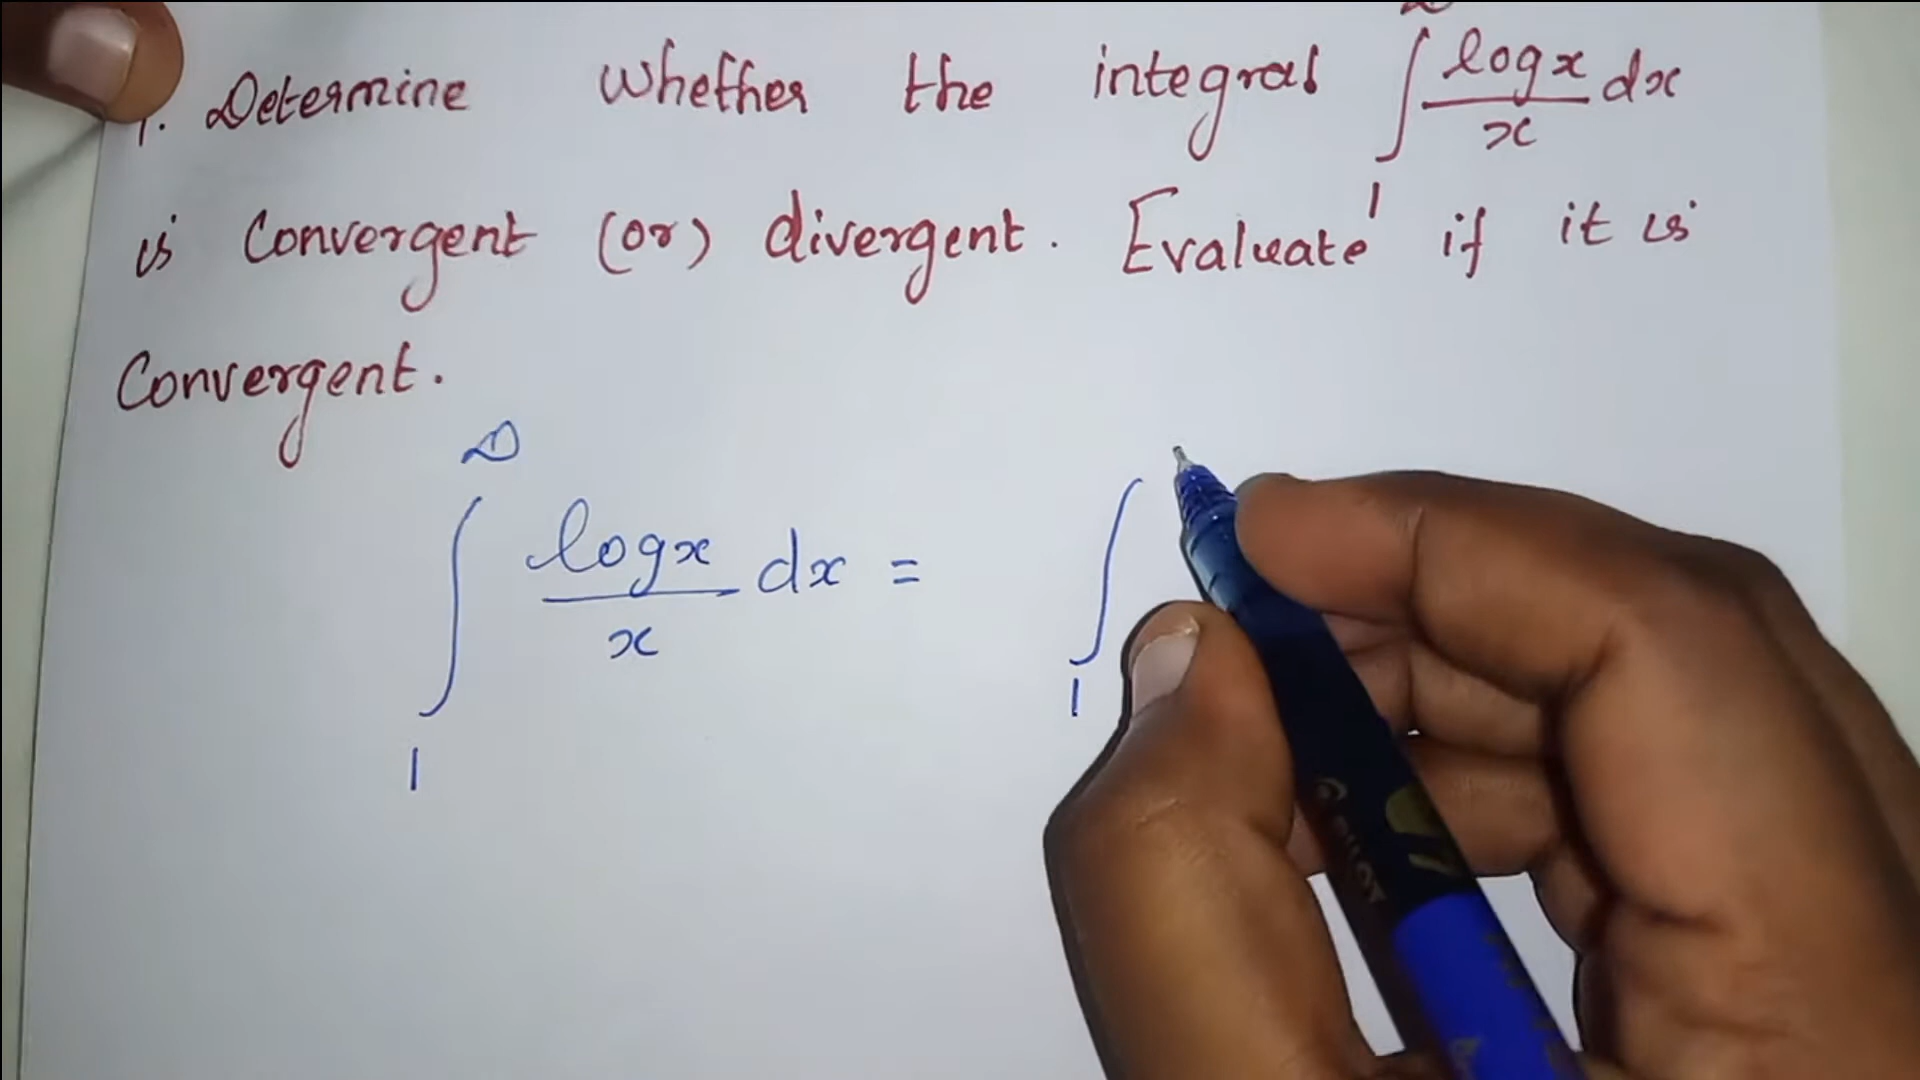 1. Determine whether the integral ∫₁^∞ log x / x dx
is Convergent (or) divergent. Evaluate if it is
Convergent.
∫₁^∞ log x / x dx = ∫₁
PILOT